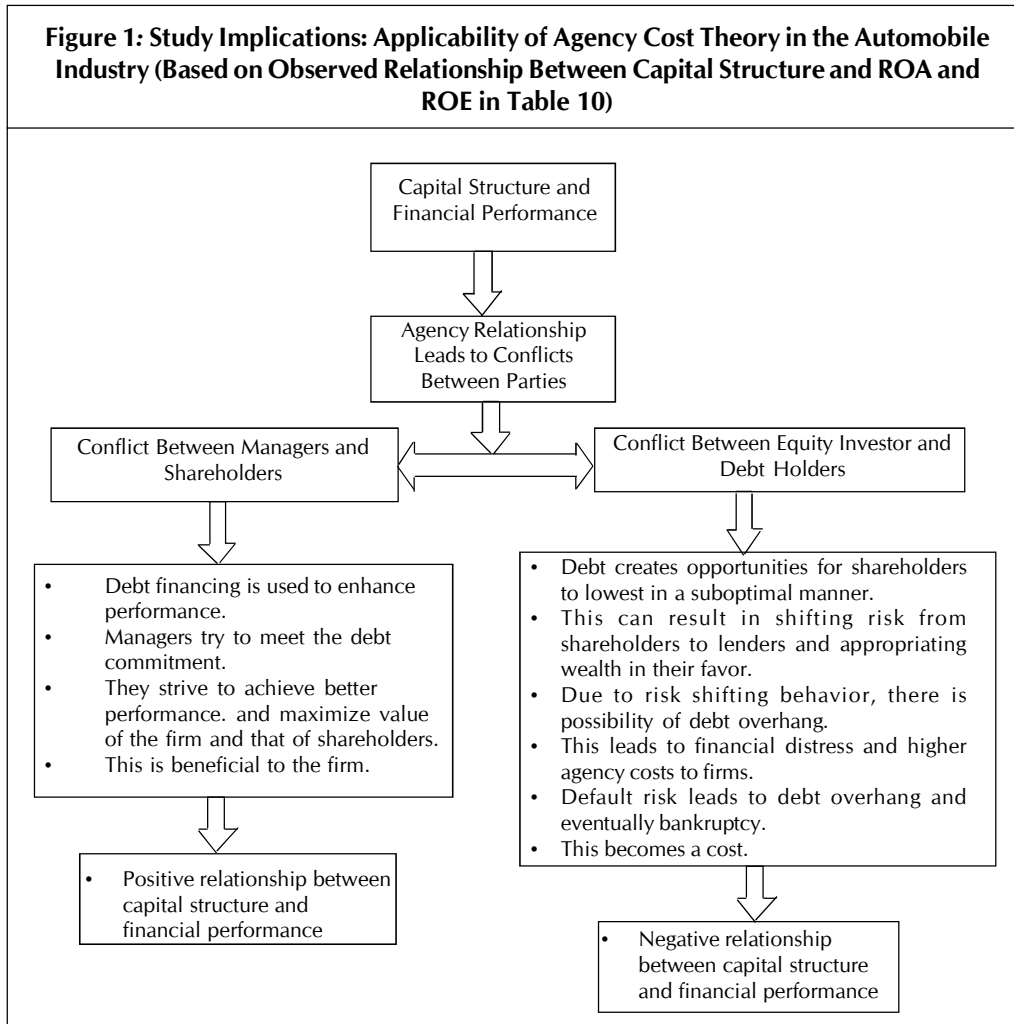 Figure 1: Study Implications: Applicability of Agency Cost Theory in the Automobile
Industry (Based on Observed Relationship Between Capital Structure and ROA and
ROE in Table 10)
Capital Structure and
Financial Performance
Agency Relationship
Leads to Conflicts
Between Parties
Conflict Between Managers and
Shareholders
Conflict Between Equity Investor and
Debt Holders
• Debt financing is used to enhance
performance.
• Managers try to meet the debt
commitment.
• They strive to achieve better
performance. and maximize value
of the firm and that of shareholders.
• This is beneficial to the firm.
• Debt creates opportunities for shareholders
to lowest in a suboptimal manner.
• This can result in shifting risk from
shareholders to lenders and appropriating
wealth in their favor.
• Due to risk shifting behavior, there is
possibility of debt overhang.
• This leads to financial distress and higher
agency costs to firms.
• Default risk leads to debt overhang and
eventually bankruptcy.
• This becomes a cost.
• Positive relationship between
capital structure and
financial performance
• Negative relationship
between capital structure
and financial performance